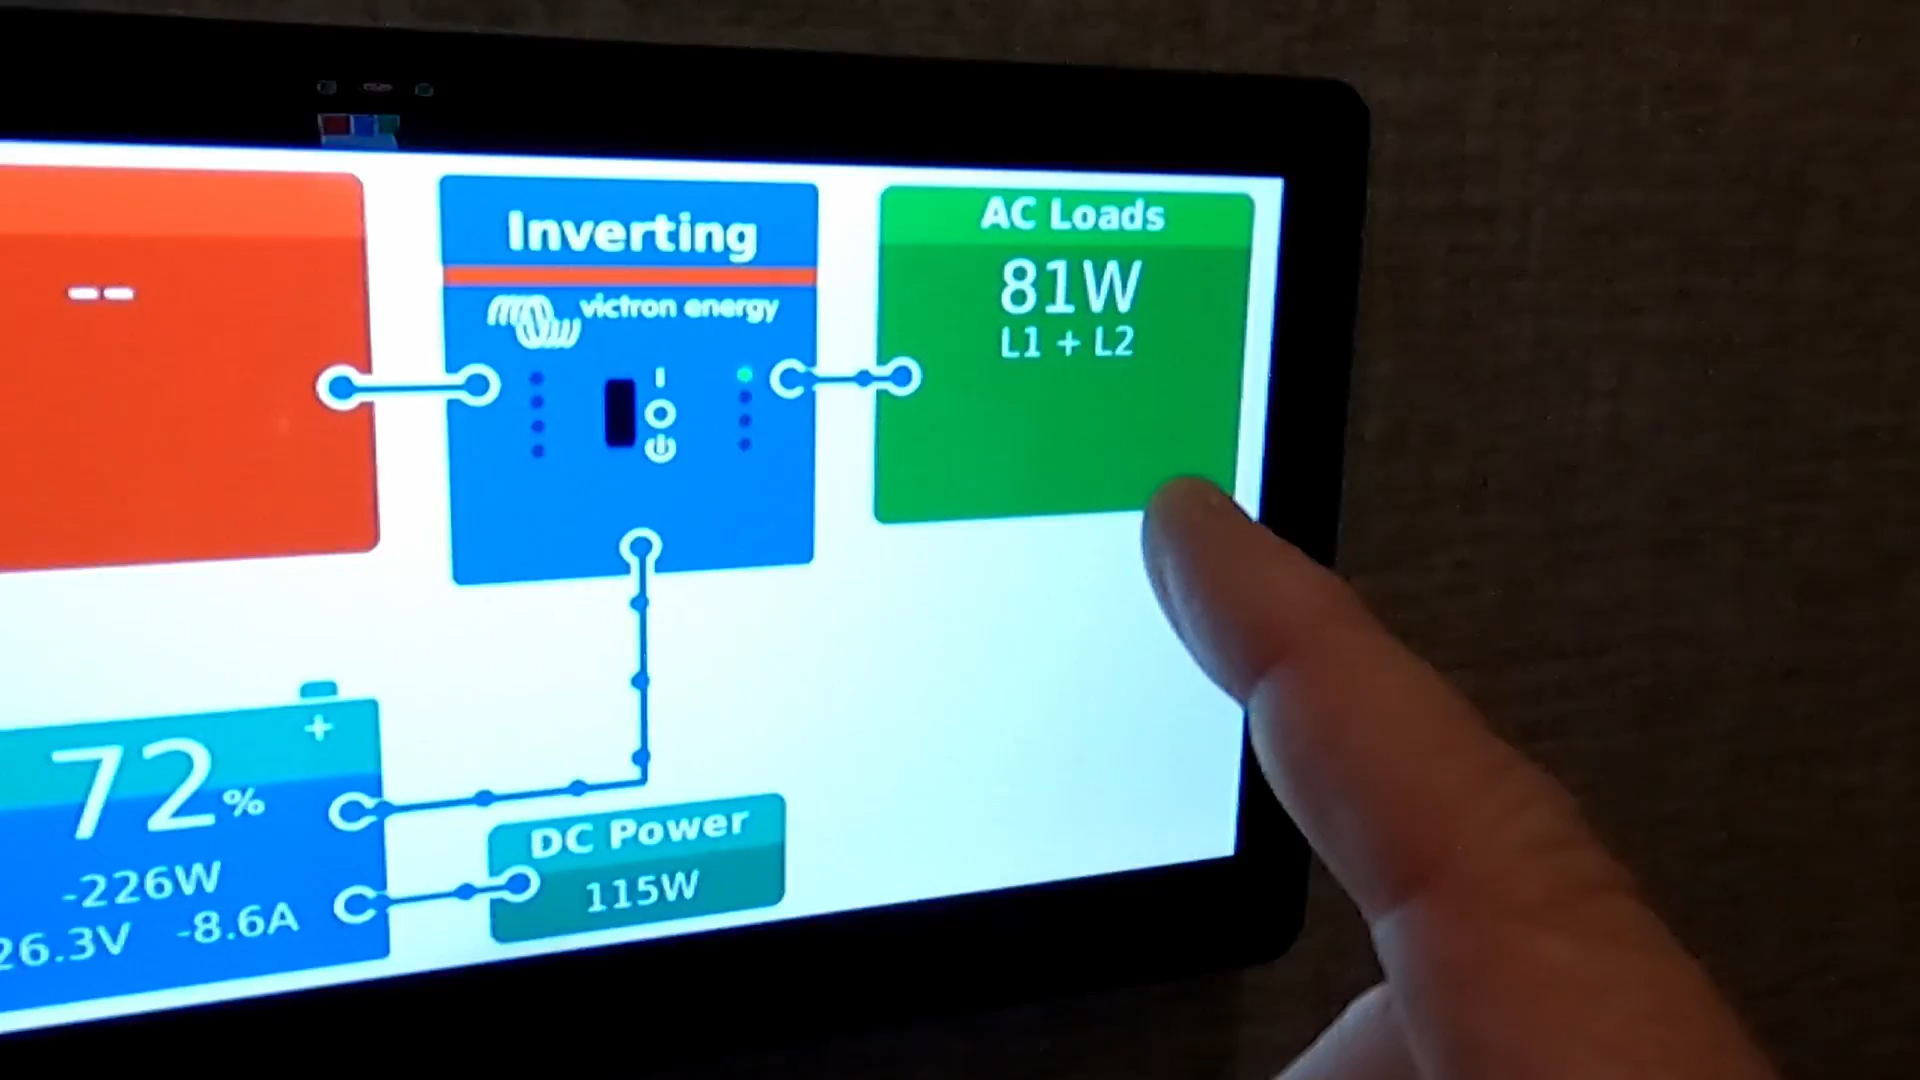 --
Inverting
victron energy
AC Loads
81W
L1 + L2
72%
-226W
26.3V -8.6A
DC Power
115W